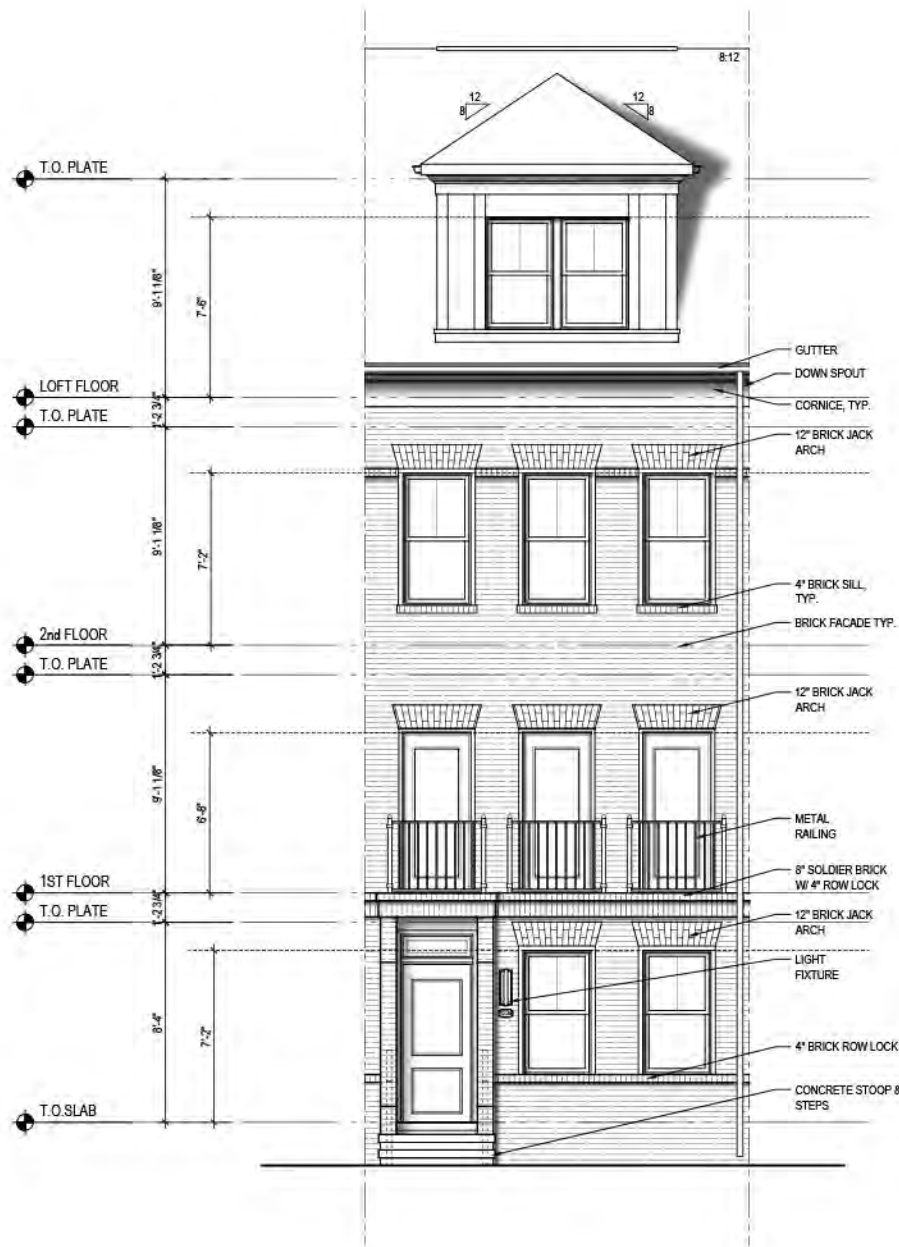 8:12
12
8
12
8
T.O. PLATE
9'-1 1/8"
7'-6"
GUTTER
DOWN SPOUT
LOFT FLOOR
CORNICE, TYP.
1'-2 3/4"
T.O. PLATE
12" BRICK JACK
ARCH
9'-1 1/8"
7'-2"
4" BRICK SILL,
TYP.
BRICK FACADE TYP.
2nd FLOOR
1'-2 3/4"
T.O. PLATE
12" BRICK JACK
ARCH
9'-1 1/8"
6'-8"
METAL
RAILING
8" SOLDIER BRICK
W/ 4" ROW LOCK
1ST FLOOR
1'-2 3/4"
T.O. PLATE
12" BRICK JACK
ARCH
LIGHT
FIXTURE
8'-4"
7'-2"
4" BRICK ROW LOCK
CONCRETE STOOP &
STEPS
T.O.SLAB